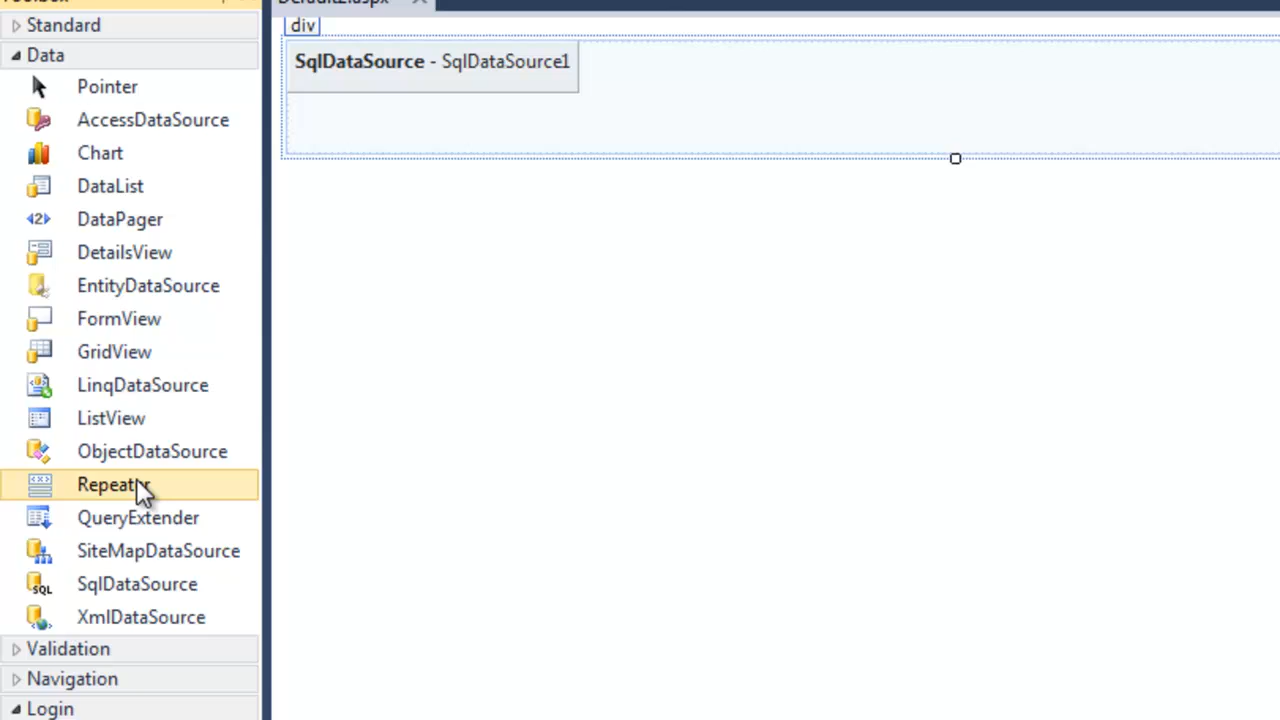 Standard
Data
Pointer
AccessDataSource
Chart
DataList
DataPager
DetailsView
EntityDataSource
FormView
GridView
LinqDataSource
ListView
ObjectDataSource
Repeater
QueryExtender
SiteMapDataSource
SqlDataSource
XmlDataSource
Validation
Navigation
Login
div
SqlDataSource - SqlDataSource1